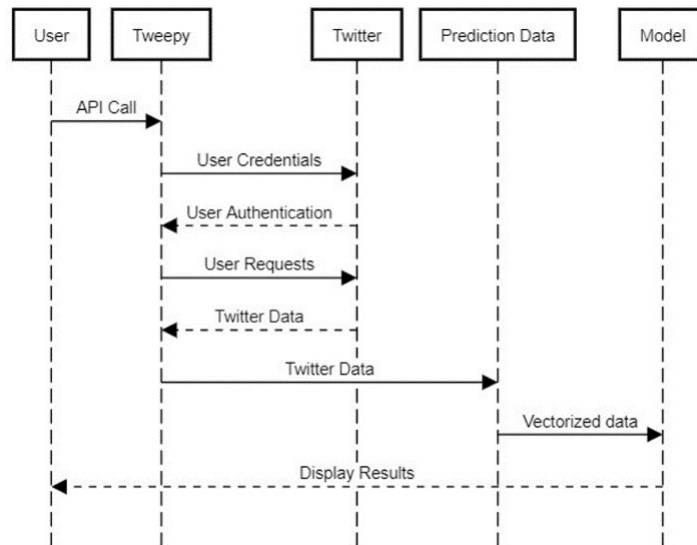 User
Tweepy
Twitter
Prediction Data
Model
API Call
User Credentials
User Authentication
User Requests
Twitter Data
Twitter Data
Vectorized data
Display Results